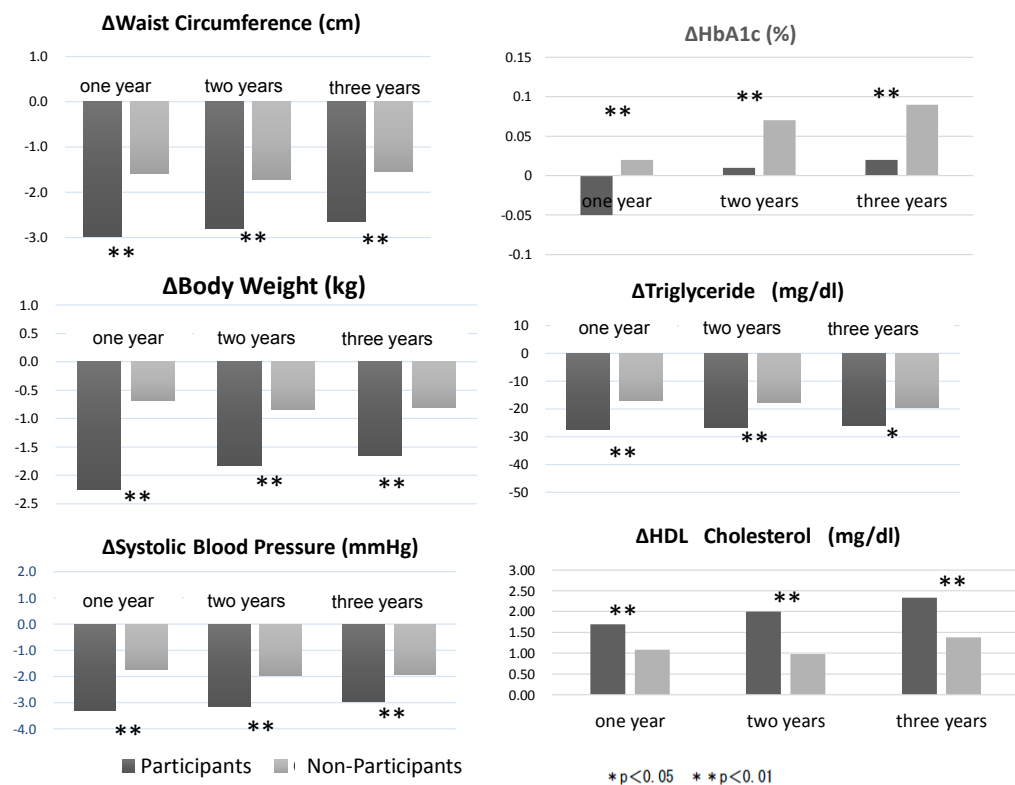 ΔWaist Circumference (cm)
1.0
one year two years three years
0.0
-1.0
-2.0
-3.0
** ** **
ΔHbA1c (%)
0.15
0.1
** ** **
0.05
0
one year two years three years
-0.05
-0.1
ΔBody Weight (kg)
1.0
0.5
one year two years three years
0.0
-0.5
-1.0
-1.5
-2.0
** ** **
-2.5
ΔTriglyceride (mg/dl)
10
one year two years three years
0
-10
-20
-30
** ** *
-40
-50
ΔSystolic Blood Pressure (mmHg)
2.0
1.0
one year two years three years
0.0
-1.0
-2.0
-3.0
** ** **
-4.0
Participants Non-Participants
ΔHDL Cholesterol (mg/dl)
3.00
2.50
** ** **
2.00
1.50
1.00
0.50
0.00
one year two years three years
*p<0.05 **p<0.01